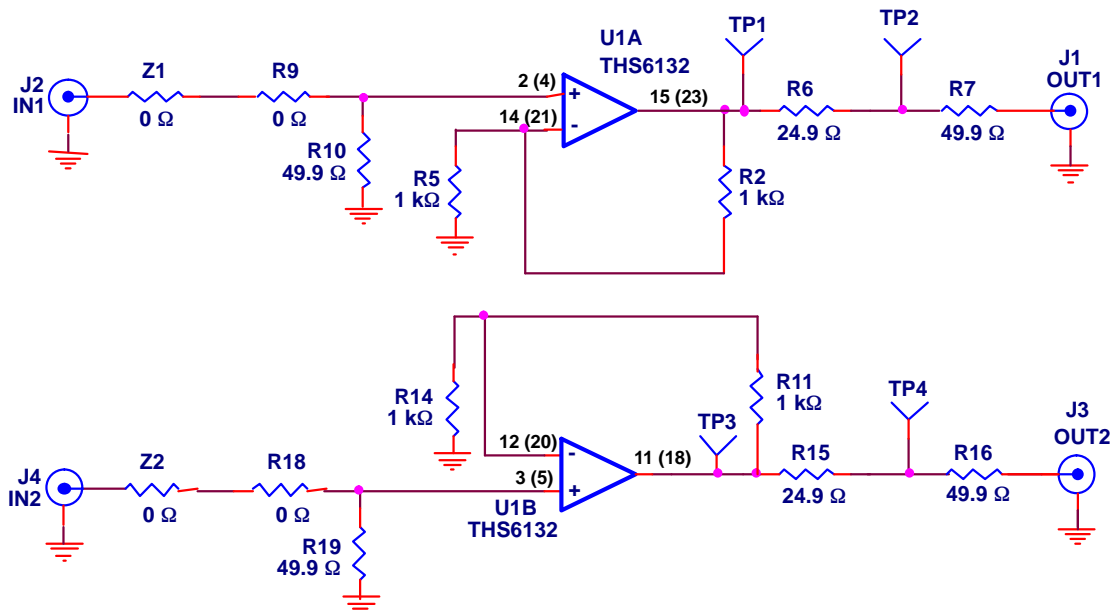 U1A
THS6132
TP1
TP2
J2
IN1
Z1
0 Ω
R9
0 Ω
2 (4)
+
14 (21)
-
15 (23)
R6
24.9 Ω
R7
49.9 Ω
J1
OUT1
R10
49.9 Ω
R5
1 kΩ
R2
1 kΩ
R14
1 kΩ
R11
1 kΩ
12 (20)
-
3 (5)
+
U1B
THS6132
11 (18)
TP3
TP4
R15
24.9 Ω
R16
49.9 Ω
J3
OUT2
J4
IN2
Z2
0 Ω
R18
0 Ω
R19
49.9 Ω